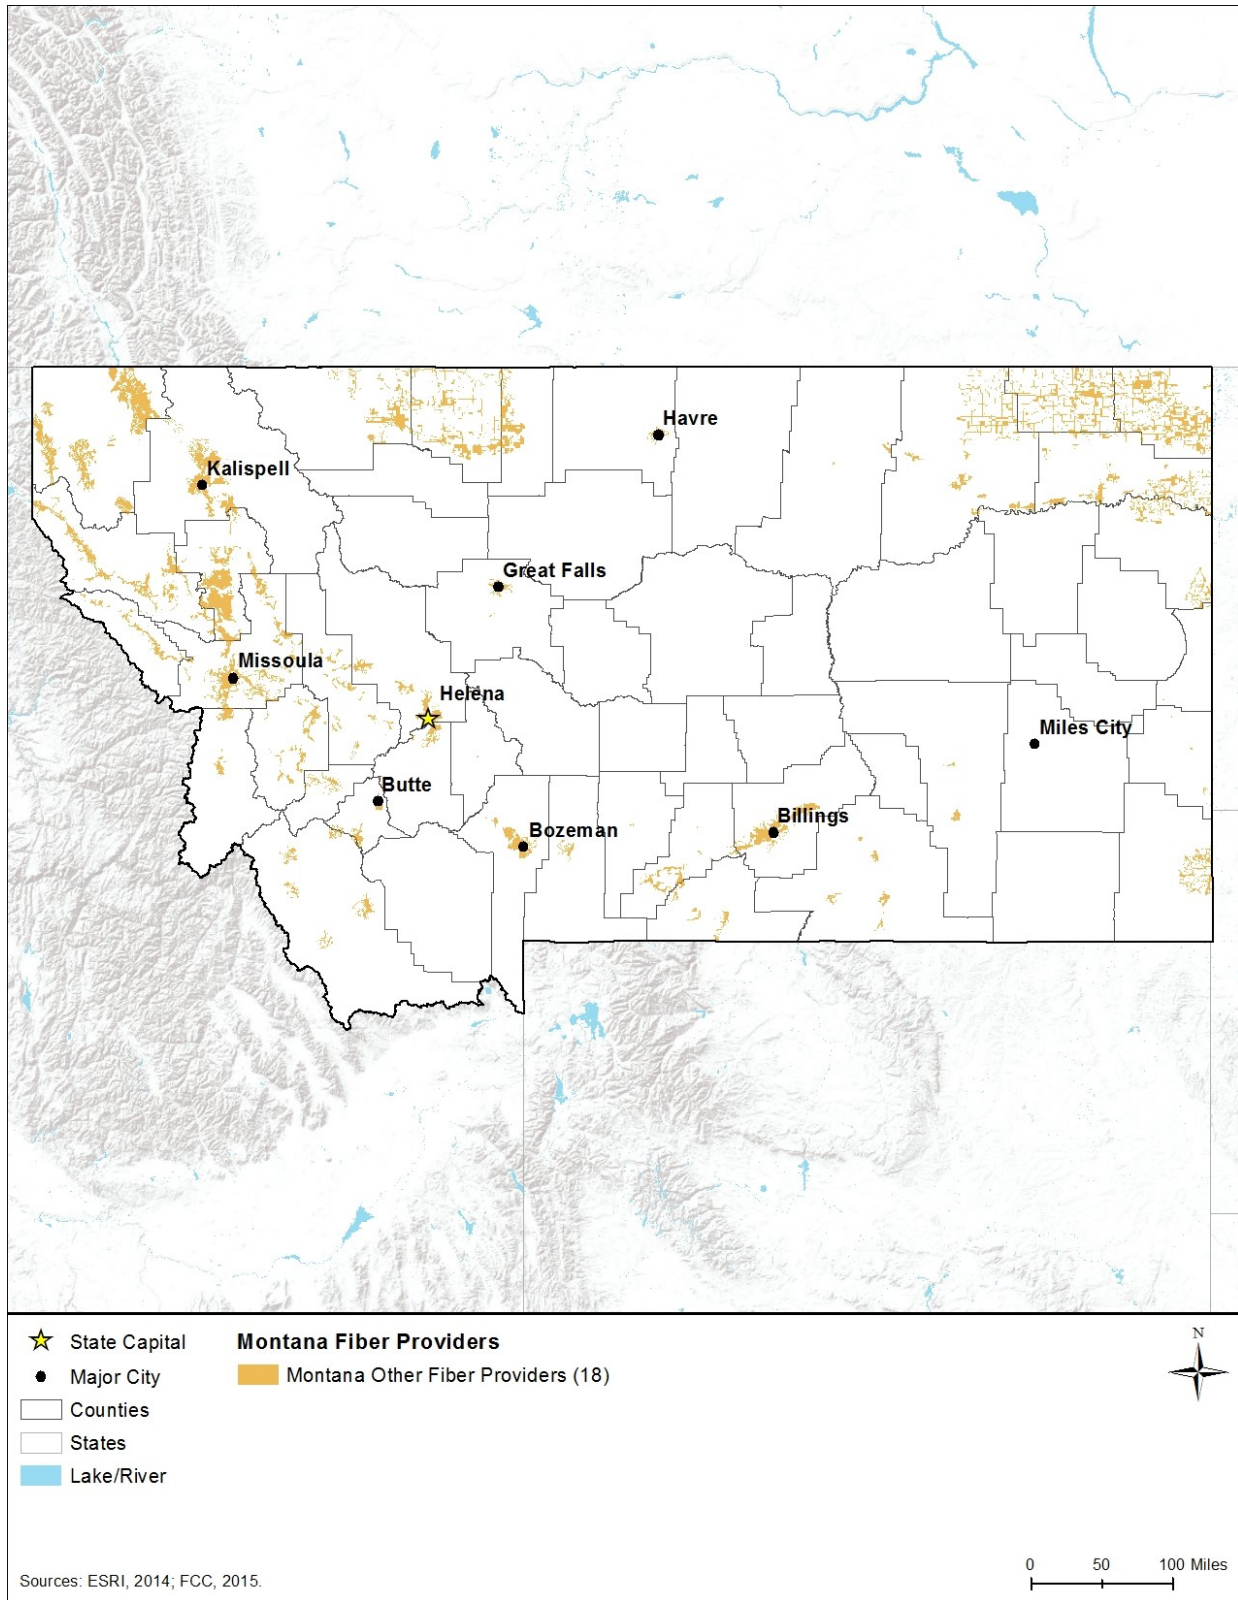 Havre
Kalispell
Great Falls
Missoula
Helena
Miles City
Butte
Billings
Bozeman
State Capital
Montana Fiber Providers
N
Major City
Montana Other Fiber Providers (18)
Counties
States
Lake/River
0 50 100 Miles
Sources: ESRI, 2014; FCC, 2015.